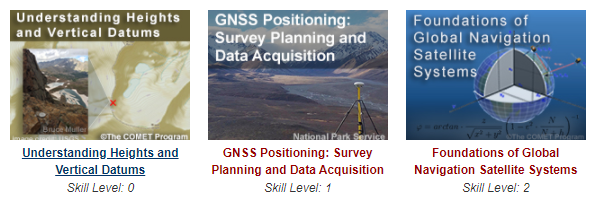 Understanding Heights
and Vertical Datums
Bruce Muller
©The COMET Program
Understanding Heights and
Vertical Datums
Skill Level: 0
GNSS Positioning:
Survey Planning and
Data Acquisition
National Park Service
GNSS Positioning: Survey
Planning and Data Acquisition
Skill Level: 1
Foundations of
Global Navigation
Satellite
Systems
©The COMET Program
Foundations of Global
Navigation Satellite Systems
Skill Level: 2